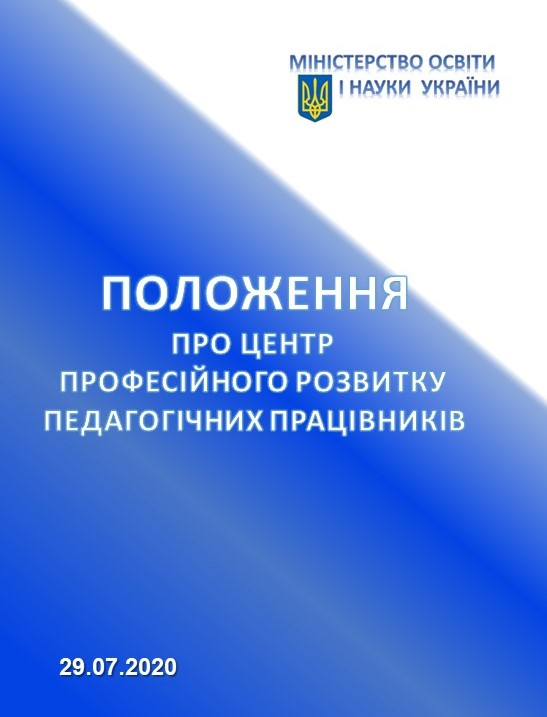 МІНІСТЕРСТВО ОСВІТИ
І НАУКИ УКРАЇНИ
ПОЛОЖЕННЯ
ПРО ЦЕНТР
ПРОФЕСІЙНОГО РОЗВИТКУ
ПЕДАГОГІЧНИХ ПРАЦІВНИКІВ
29.07.2020